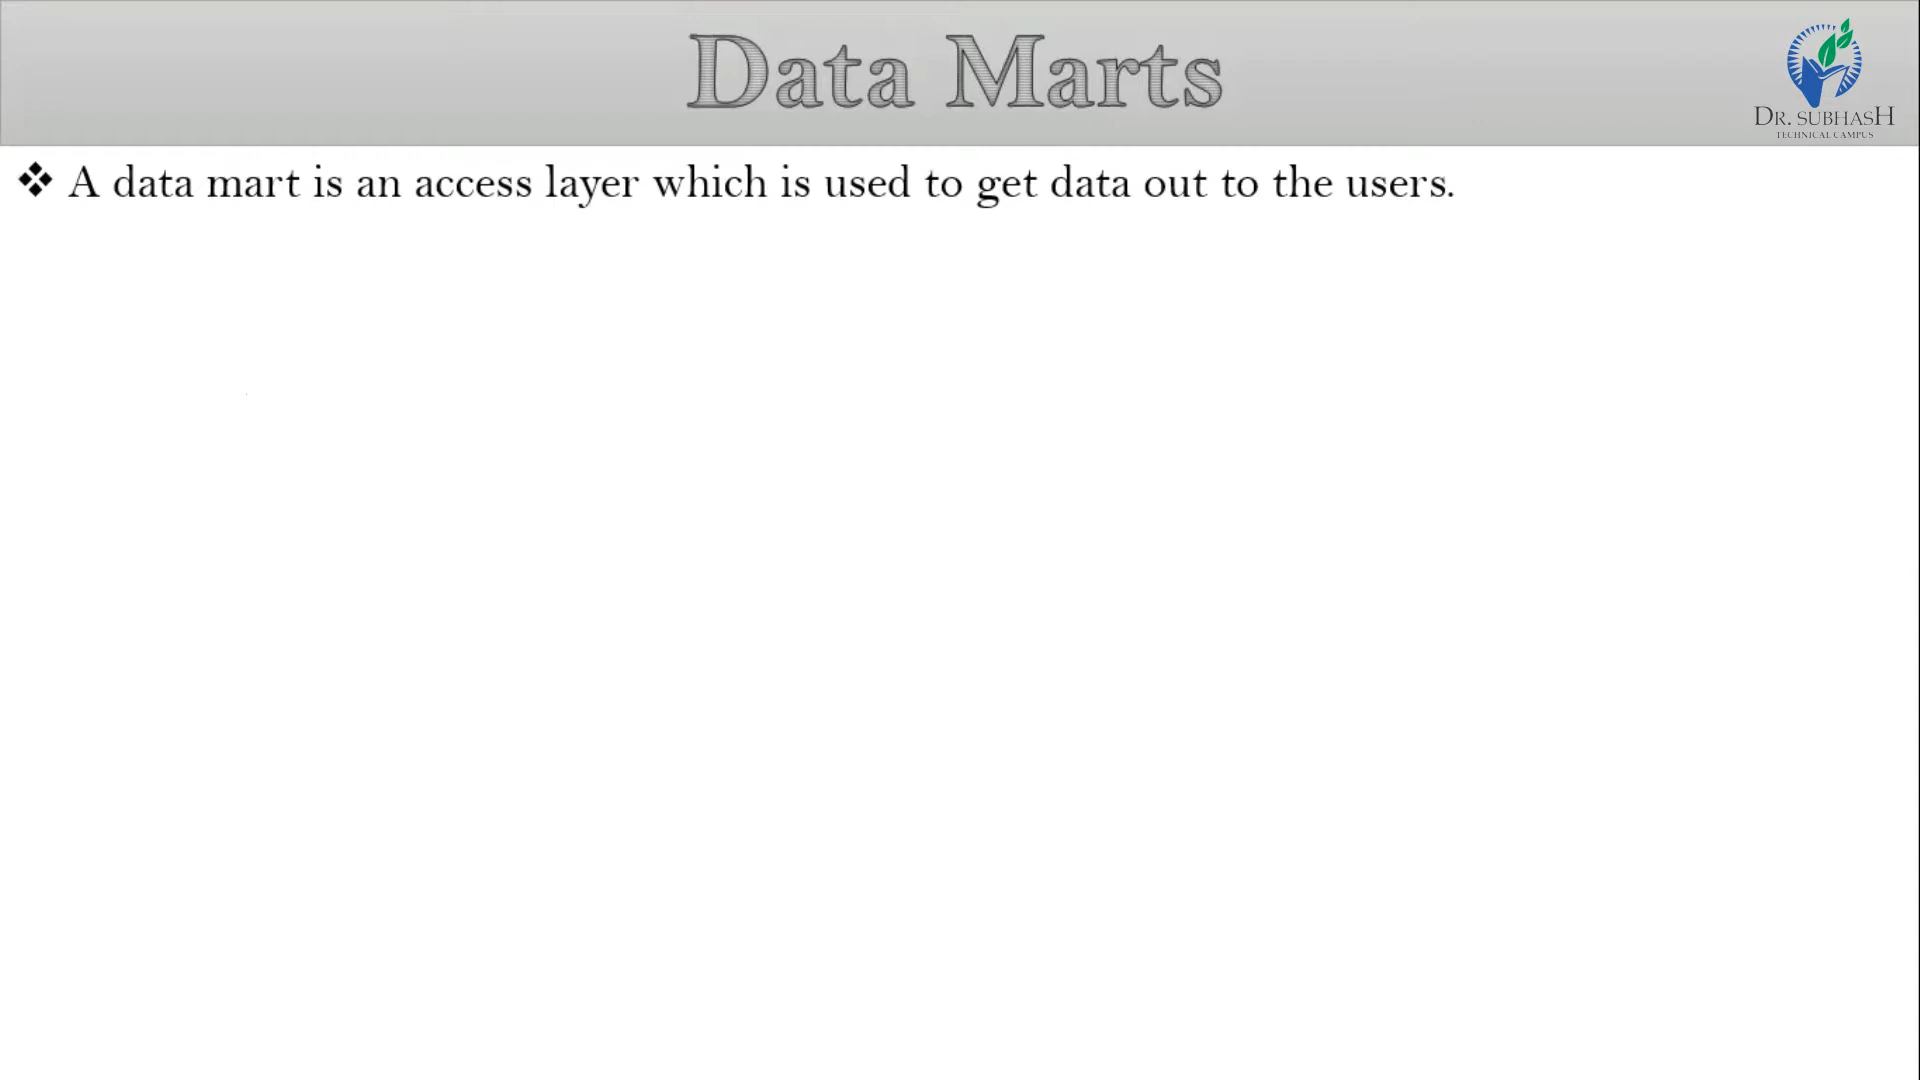 Data Marts
DR. SUBHASH
TECHNICAL CAMPUS
❖ A data mart is an access layer which is used to get data out to the users.